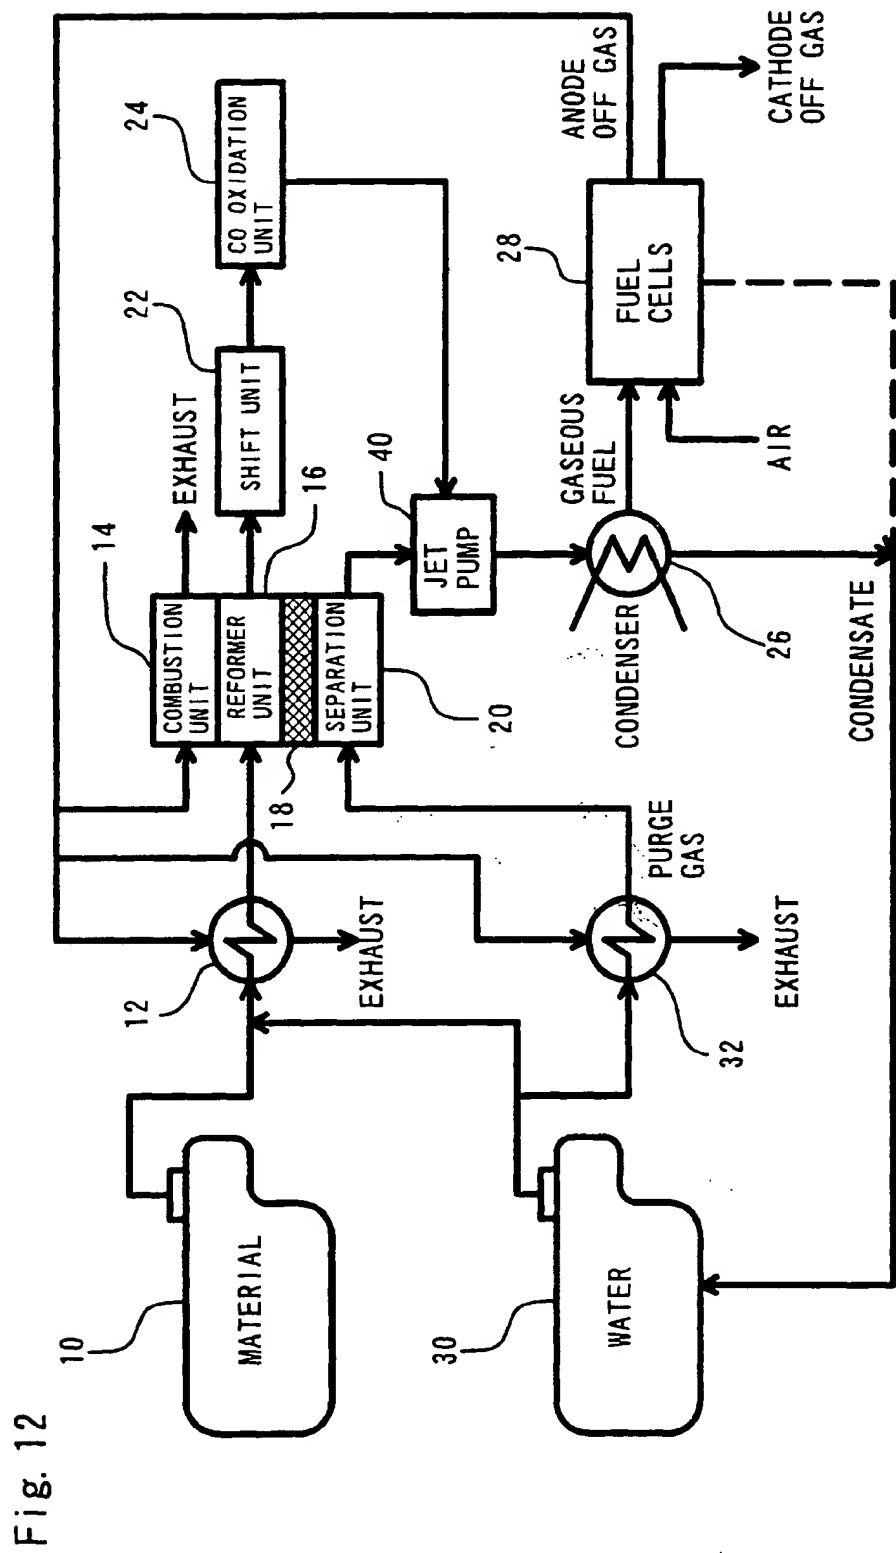 Fig. 12
10
MATERIAL
12
EXHAUST
14
COMBUSTION
UNIT
EXHAUST
REFORMER
UNIT
16
18
SEPARATION
UNIT
20
22
SHIFT UNIT
24
CO OXIDATION
UNIT
40
JET
PUMP
30
WATER
32
EXHAUST
PURGE
GAS
CONDENSER
26
GASEOUS
FUEL
28
FUEL
CELLS
AIR
ANODE
OFF GAS
CATHODE
OFF GAS
CONDENSATE